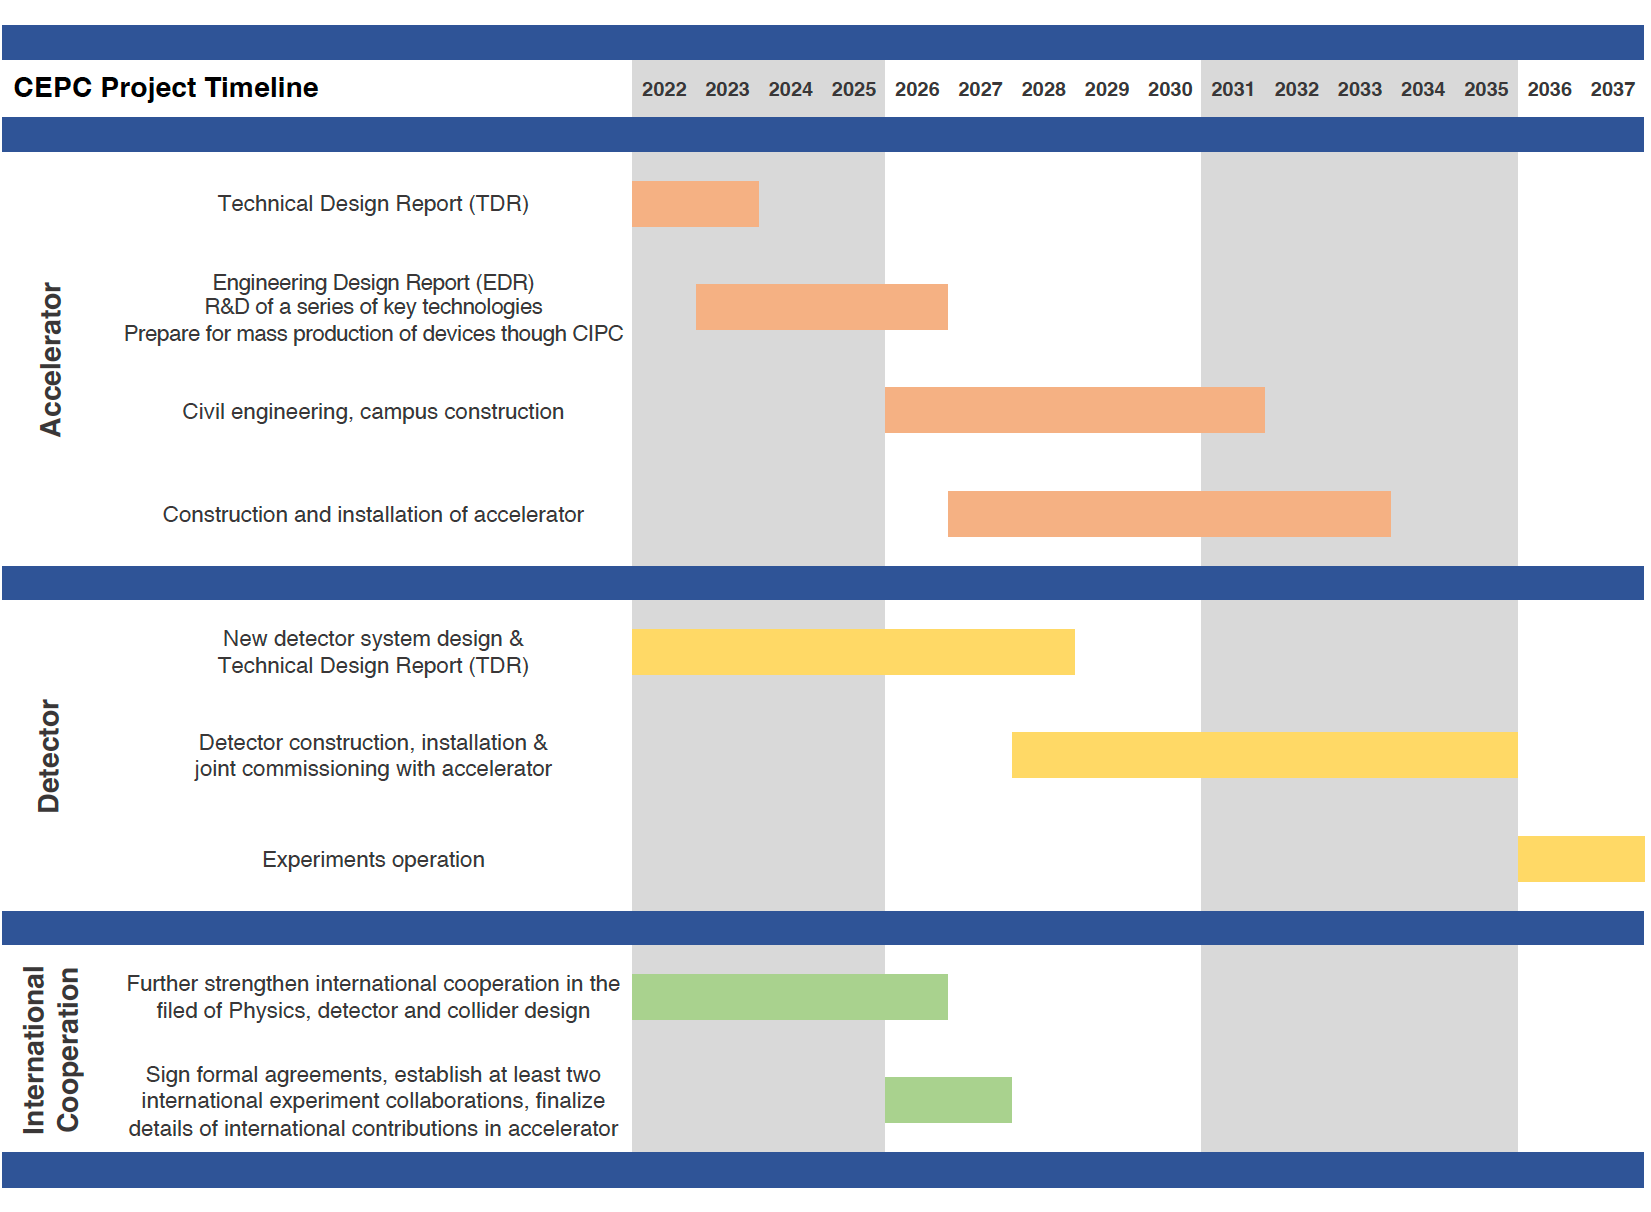 CEPC Project Timeline 2022 2023 2024 2025 2026 2027 2028 2029 2030 2031 2032 2033 2034 2035 2036 2037
Accelerator
Technical Design Report (TDR)
Engineering Design Report (EDR)
R&D of a series of key technologies
Prepare for mass production of devices though CIPC
Civil engineering, campus construction
Construction and installation of accelerator
Detector
New detector system design &
Technical Design Report (TDR)
Detector construction, installation &
joint commissioning with accelerator
Experiments operation
International
Cooperation
Further strengthen international cooperation in the
filed of Physics, detector and collider design
Sign formal agreements, establish at least two
international experiment collaborations, finalize
details of international contributions in accelerator